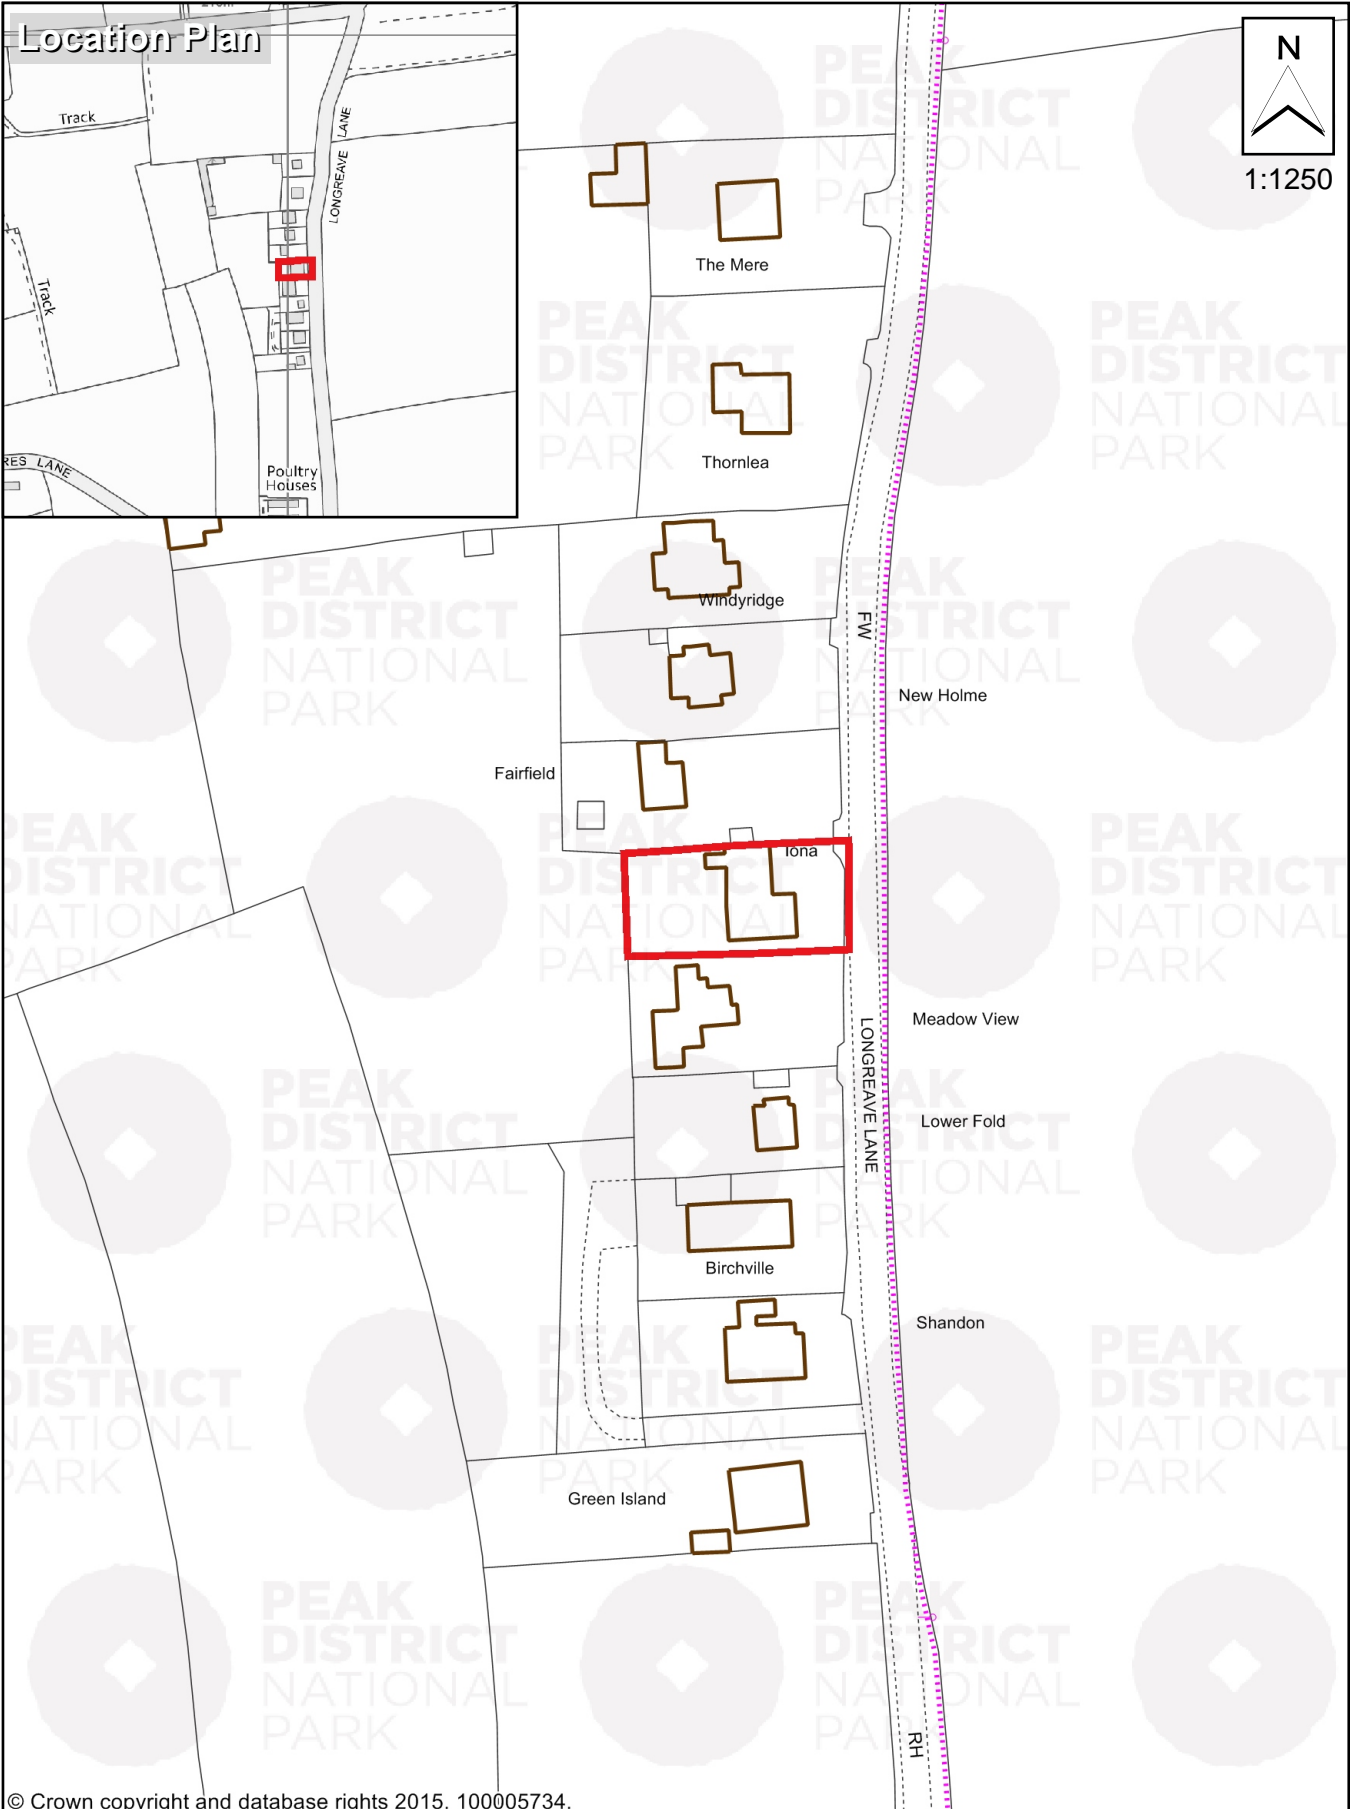 Location Plan
Track
LONGREAVE LANE
Track
RES LANE
Poultry
Houses
N
1:1250
The Mere
Thornlea
Windyridge
FW
New Holme
Fairfield
Iona
Meadow View
LONGREAVE LANE
Lower Fold
Birchville
Shandon
Green Island
RH
© Crown copyright and database rights 2015. 100005734.
PEAK
DISTRICT
NATIONAL
PARK